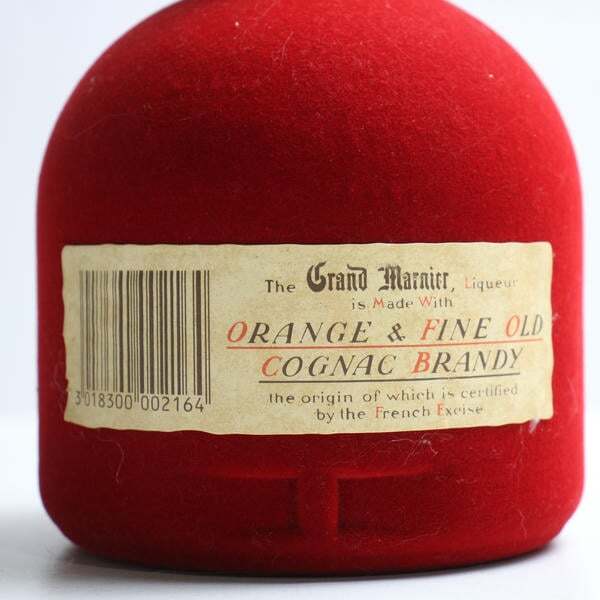 The Grand Marnier, Liqueur
is Made With
ORANGE & FINE OLD
COGNAC BRANDY
the origin of which is certified
by the French Excise
3 018300 002164